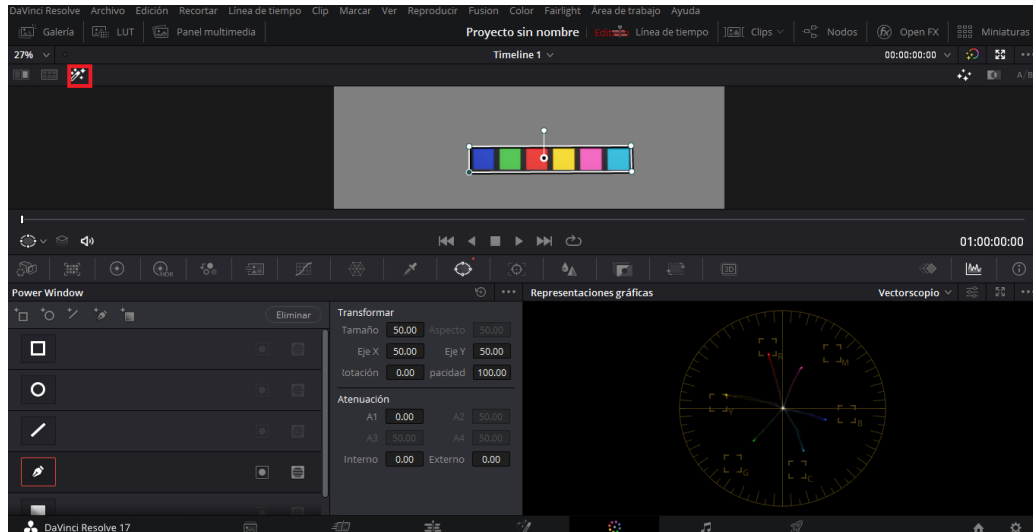 DaVinci Resolve Archivo Edición Recortar Línea de tiempo Clip Marcar Ver Reproducir Fusion Color Fairlight Área de trabajo Ayuda
Galería LUT Panel multimedia Proyecto sin nombre Línea de tiempo Clips Nodos Open FX Miniaturas
27% Timeline 1 00:00:00:00
A/B
01:00:00:00
HDR 3D
Power Window Representaciones gráficas Vectorscopio
Eliminar Transformar
Tamaño 50.00 Aspecto 50.00
Eje X 50.00 Eje Y 50.00
lotación 0.00 pacidad 100.00
Atenuación
A1 0.00 A2 50.00
A3 50.00 A4 50.00
Interno 0.00 Externo 0.00
R M
Y B
G C
DaVinci Resolve 17